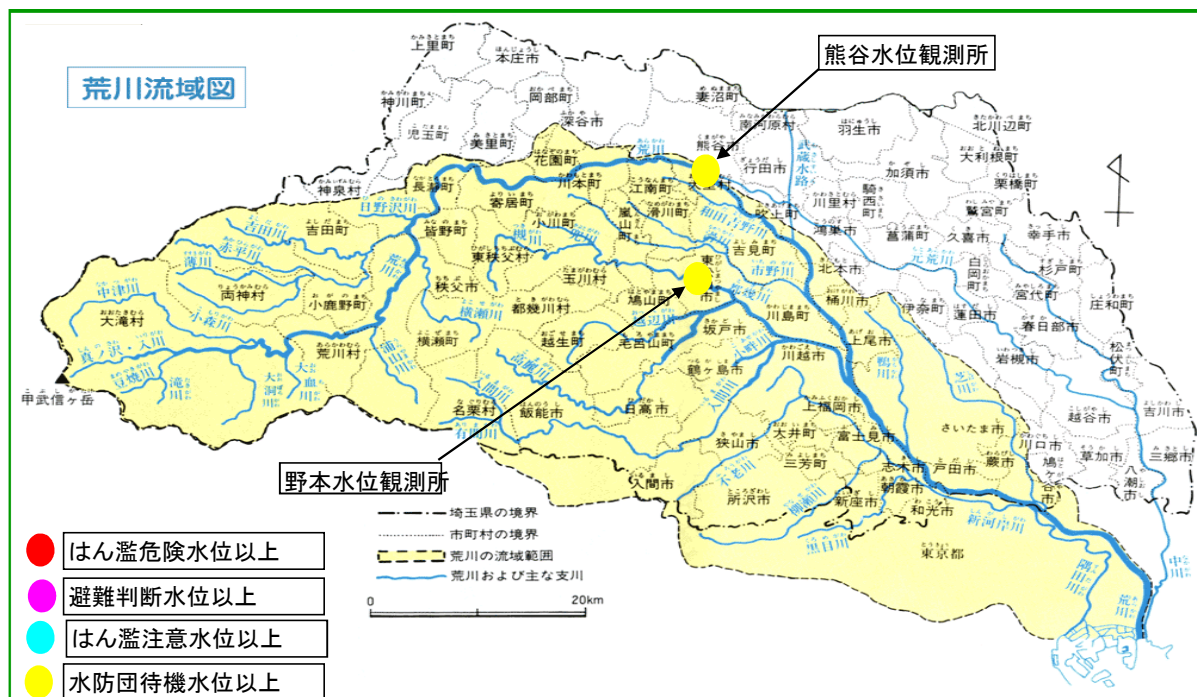 荒川流域図
熊谷水位観測所
野本水位観測所
上里町
本庄市
神川町
岡部町
妻沼町
児玉町
美里町
深谷市
熊谷市
南河原村
羽生市
北川辺町
大利根町
神泉村
花園町
荒川
行田市
武蔵水路
加須市
栗橋町
長瀞町
川本町
江南町
騎西町
川里村
鷲宮町
日野沢川
寄居町
滑川町
和田吉野川
吹上町
鴻巣市
菖蒲町
久喜市
幸手市
吉田川
吉田町
皆野町
小川町
嵐山町
吉見町
元荒川
白岡町
杉戸町
赤平川
薄川
荒川
東秩父村
槻川
市野川
北本市
宮代町
中津川
両神村
小鹿野町
秩父市
玉川村
鳩山町
桶川市
伊奈町
蓮田市
庄和町
大滝村
小森川
横瀬川
都幾川村
越辺川
川島町
春日部市
真ノ沢・入川
荒川村
浦山川
横瀬町
越生町
毛呂山町
坂戸市
小畔川
川越市
上尾市
鴨川
芝川
岩槻市
松伏町
甲武信ヶ岳
豆焼川
滝川
大洞川
大血川
高麗川
鶴ヶ島市
入間川
名栗村
飯能市
日高市
上福岡市
越谷市
吉川市
有間川
入間川
狭山市
大井町
富士見市
さいたま市
川口市
草加市
三郷市
入間市
不老川
三芳町
志木市
戸田市
蕨市
鳩ヶ谷市
八潮市
所沢市
柳瀬川
新座市
朝霞市
和光市
新河岸川
黒目川
東京都
隅田川
荒川
中川
埼玉県の境界
市町村の境界
荒川の流域範囲
荒川および主な支川
0 20km
はん濫危険水位以上
避難判断水位以上
はん濫注意水位以上
水防団待機水位以上